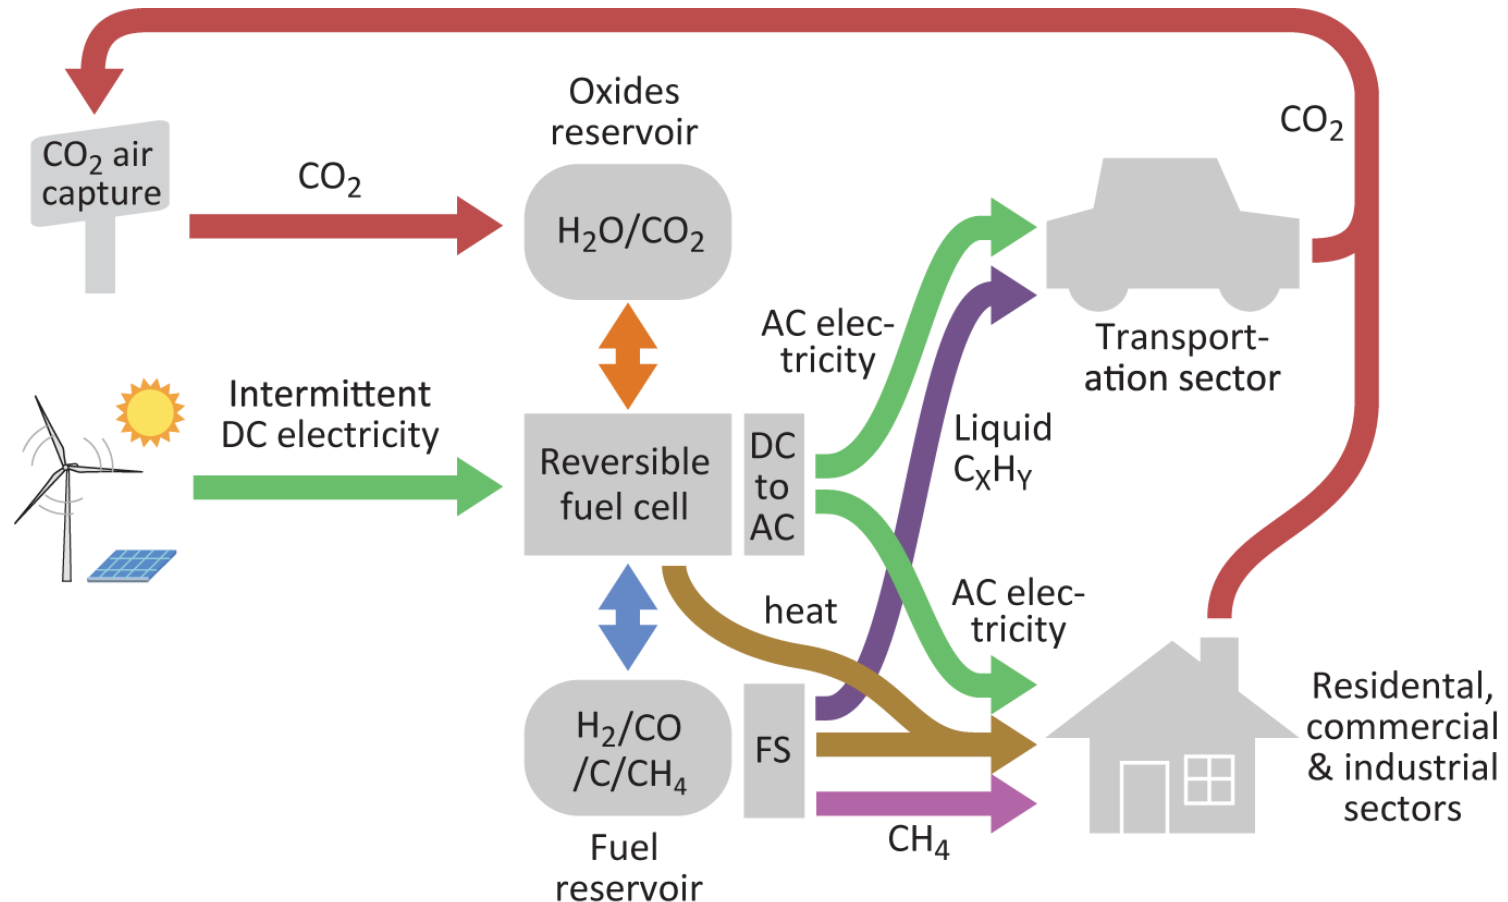 Oxides
reservoir
CO2
CO2 air
capture
CO2
H2O/CO2
AC elec-
tricity
Transport-
ation sector
Intermittent
DC electricity
Reversible
fuel cell
DC
to
AC
Liquid
CXHY
heat
AC elec-
tricity
H2/CO
/C/CH4
FS
CH4
Residental,
commercial
& industrial
sectors
Fuel
reservoir